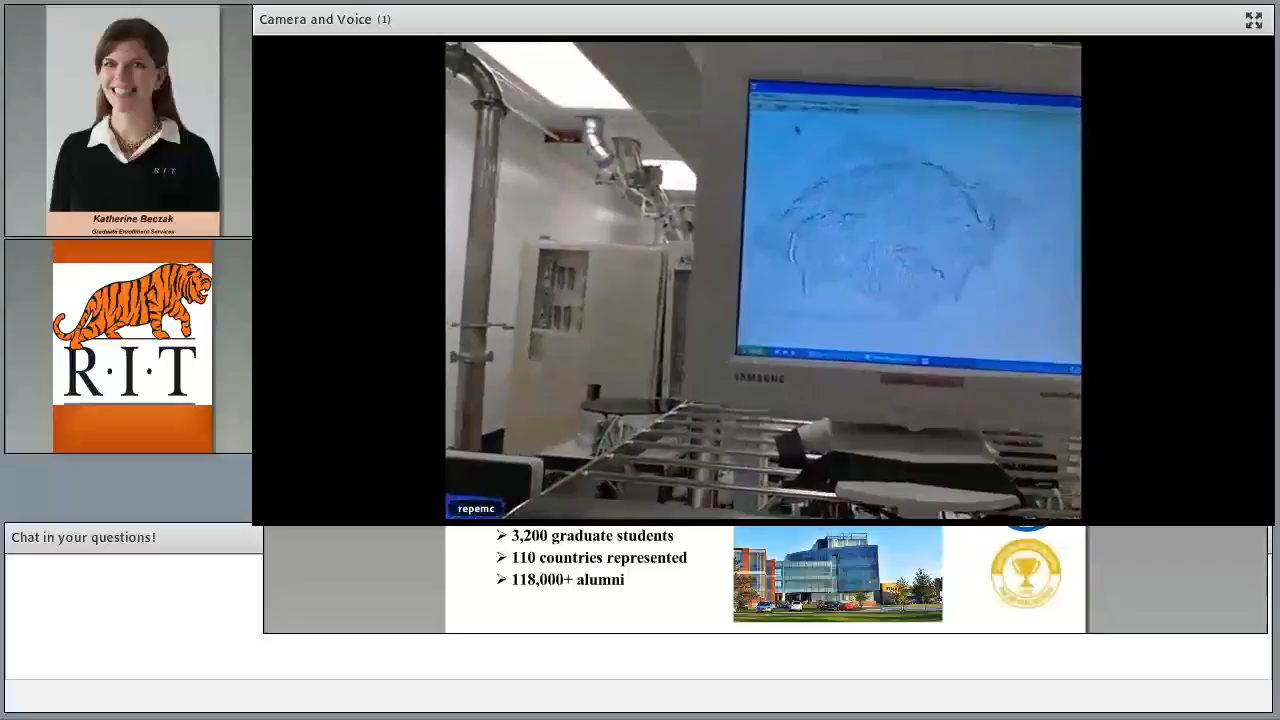 Camera and Voice (1)
R·I·T
Katherine Beczak
Graduate Enrollment Services
R·I·T
SAMSUNG
repemc
Chat in your questions!
➢ 3,200 graduate students
➢ 110 countries represented
➢ 118,000+ alumni